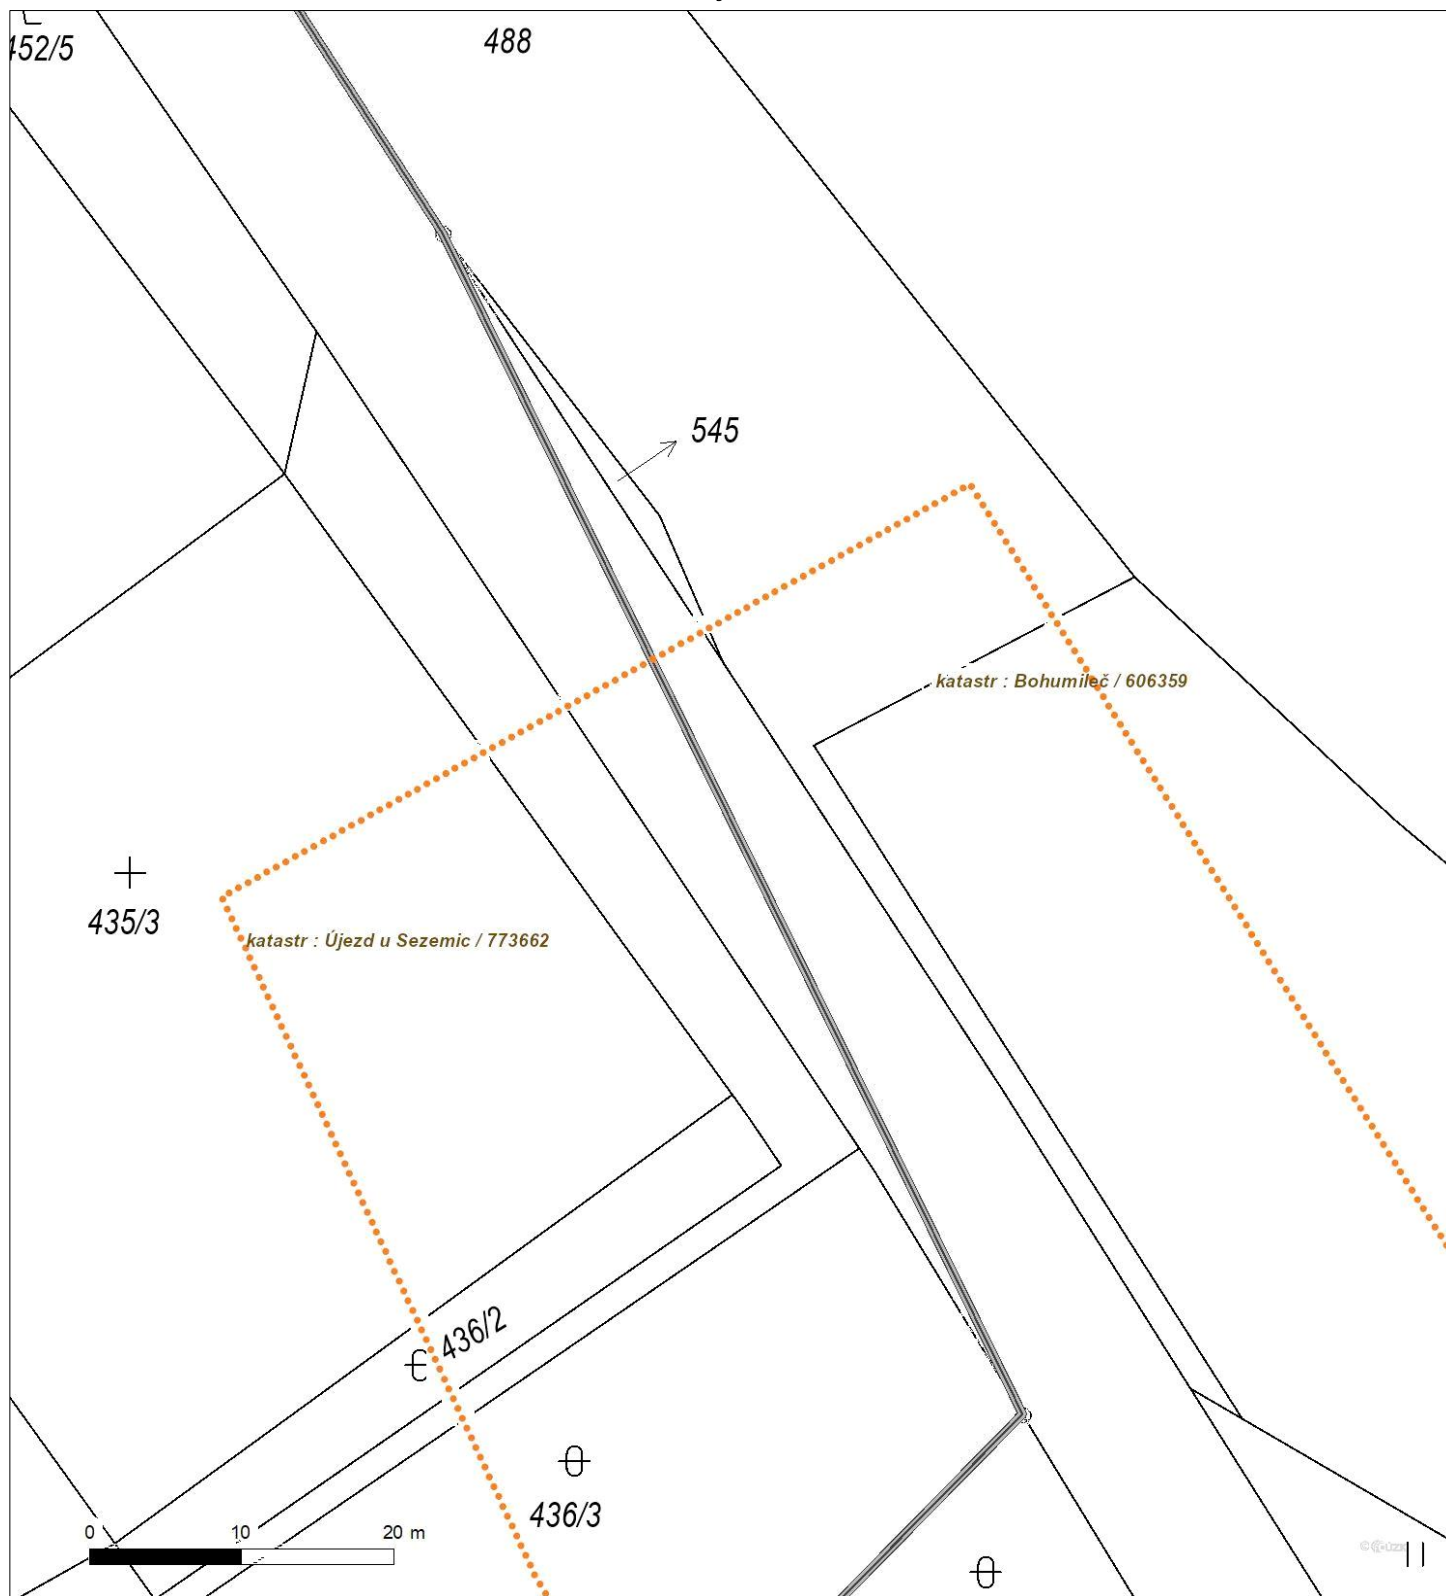 488
452/5
545
katastr : Bohumileč / 606359
435/3
katastr : Újezd u Sezemic / 773662
436/2
436/3
0 10 20 m